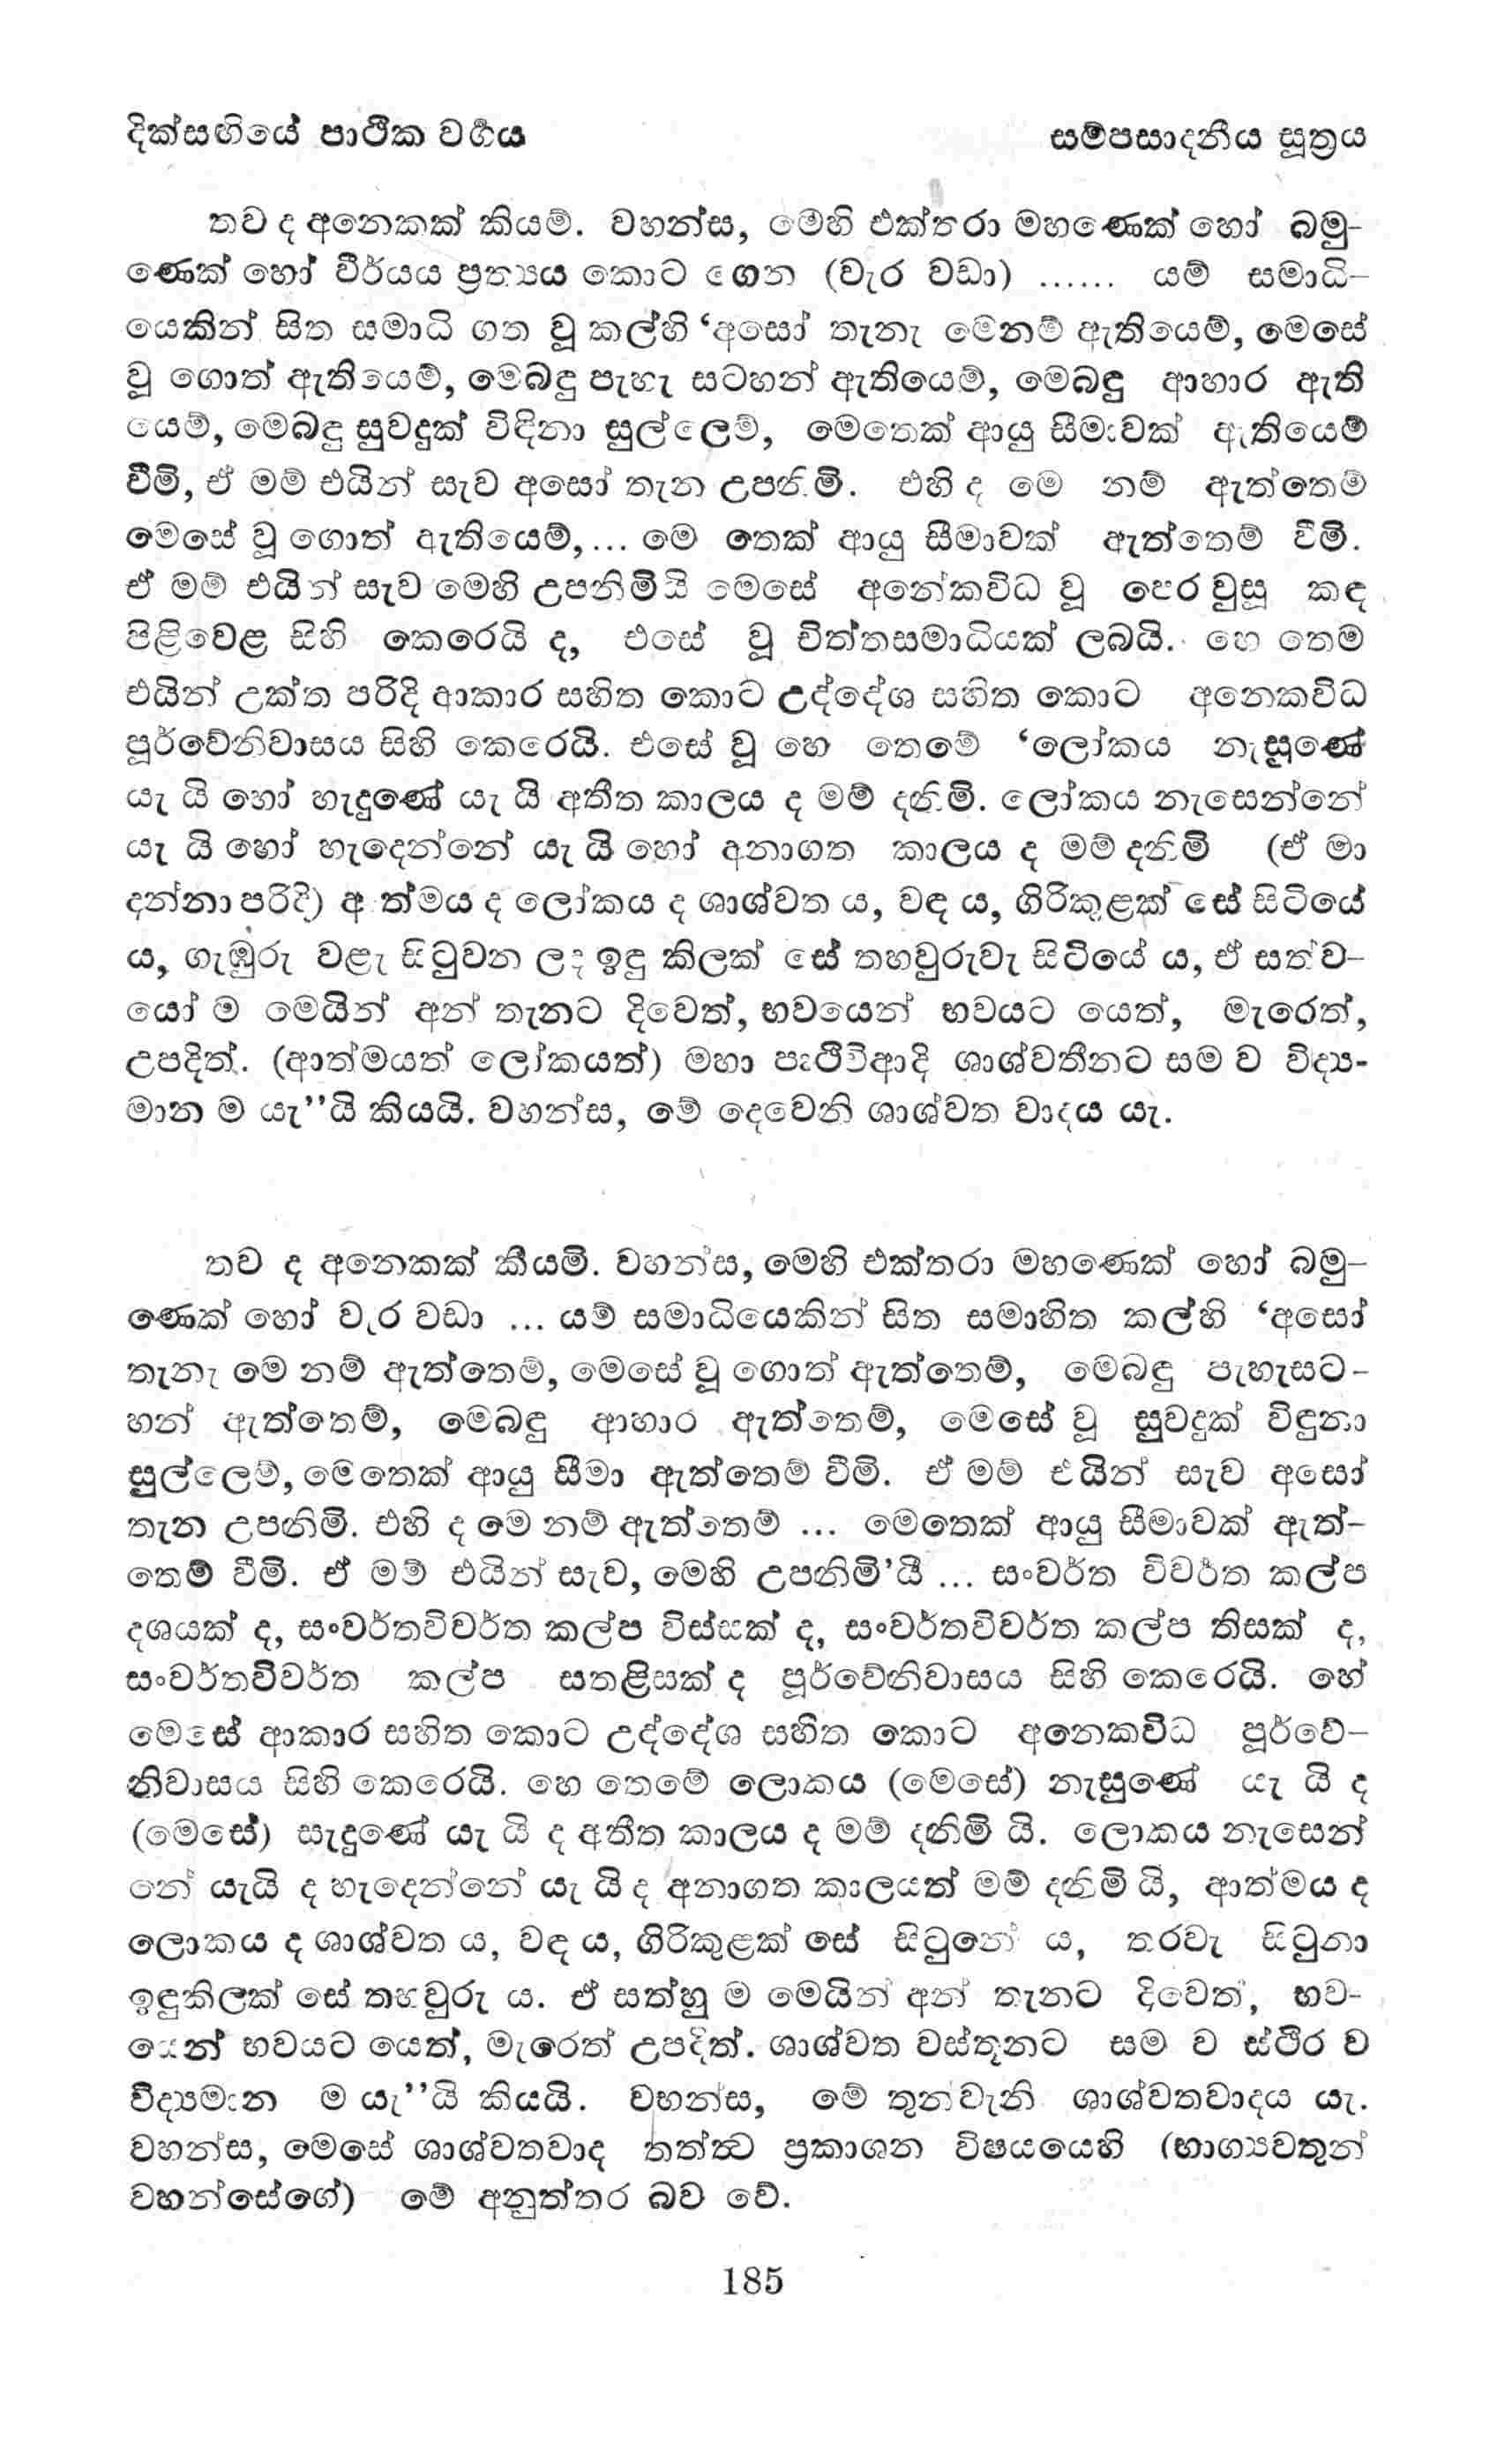 දික්සඟියේ පාථික වර්‍ගය
සම්පසාදනීය සූත්‍රය
තව ද අනෙකක් කියම්. වහන්ස, මෙහි එක්තරා මහණෙක් හෝ බමු-
ණෙක් හෝ වීර්යය ප්‍රත්‍යය කොට ගෙන (වැර වඩා) ...... යම් සමාධි-
යෙකින් සිත සමාධි ගත වූ කල්හි ‘අසෝ තැනැ මෙනම් ඇතියෙම්, මෙසේ
වූ ගොත් ඇතියෙම්, මෙබඳු පැහැ සටහන් ඇතියෙම්, මෙබඳු ආහාර ඇති
යෙම්, මෙබඳු සුවදුක් විඳිනා සුල්ලෙම්, මෙතෙක් ආයු සීමාවක් ඇතියෙම්
වීමි, ඒ මම් එයින් සැව අසෝ තැන උපනිමි. එහි ද මෙ නම් ඇත්තෙම්
මෙසේ වූ ගොත් ඇතියෙම්,... මෙ තෙක් ආයු සීමාවක් ඇත්තෙම් වීමි.
ඒ මම් එයින් සැව මෙහි උපනිමියි මෙසේ අනේකවිධ වූ පෙර වුසූ කඳ
පිළිවෙළ සිහි කෙරෙයි ද, එසේ වූ චිත්තසමාධියක් ලබයි. හෙ තෙම
එයින් උක්ත පරිදි ආකාර සහිත කොට උද්දේශ සහිත කොට අනෙකවිධ
පූර්වේනිවාසය සිහි කෙරෙයි. එසේ වූ හෙ තෙමේ ‘ලෝකය නැසුණේ
යැ යි හෝ හැදුණේ යැ යි අතීත කාලය ද මම් දනිමි. ලෝකය නැසෙන්නේ
යැ යි හෝ හැදෙන්නේ යැ යි හෝ අනාගත කාලය ද මම් දනිමි (ඒ මා
දන්නා පරිදි) ආත්මය ද ලෝකය ද ශාශ්වත ය, වඳ ය, ගිරිකුළක් සේ සිටියේ
ය, ගැඹුරු වළැ සිටුවන ලද ඉඳු කිලක් සේ තහවුරුවැ සිටියේ ය, ඒ සත්ව-
යෝ ම මෙයින් අන් තැනට දිවෙත්, භවයෙන් භවයට යෙත්, මැරෙත්,
උපදිත්. (ආත්මයත් ලෝකයත්) මහා පෘථිවිආදි ශාශ්වතීනට සම ව විද්‍ය-
මාන ම යැ’’යි කියයි. වහන්ස, මේ දෙවෙනි ශාශ්වත වාදය යැ.
තව ද අනෙකක් කියමි. වහන්ස, මෙහි එක්තරා මහණෙක් හෝ බමු-
ණෙක් හෝ වැර වඩා ... යම් සමාධියෙකින් සිත සමාහිත කල්හි ‘අසෝ
තැනැ මෙ නම් ඇත්තෙම්, මෙසේ වූ ගොත් ඇත්තෙම්, මෙබඳු පැහැසට-
හන් ඇත්තෙම්, මෙබඳු ආහාර ඇත්තෙම්, මෙසේ වූ සුවදුක් විඳුනා
සුල්ලෙම්, මෙතෙක් ආයු සීමා ඇත්තෙම් වීමි. ඒ මම් එයින් සැව අසෝ
තැන උපනිමි. එහි ද මෙ නම් ඇත්තෙම් ... මෙතෙක් ආයු සීමාවක් ඇත්-
තෙම් වීමි. ඒ මම් එයින් සැව, මෙහි උපනිමි’යී ... සංවර්ත විවර්ත කල්ප
දශයක් ද, සංවර්තවිවර්ත කල්ප විස්සක් ද, සංවර්තවිවර්ත කල්ප තිසක් ද,
සංවර්තවිවර්ත කල්ප සතළිසක් ද පූර්වේනිවාසය සිහි කෙරෙයි. හේ
මෙසේ ආකාර සහිත කොට උද්දේශ සහිත කොට අනෙකවිධ පූර්වේ-
නිවාසය සිහි කෙරෙයි. හෙ තෙමේ ලොකය (මෙසේ) නැසුණේ යැ යි ද
(මෙසේ) සැදුණේ යැ යි ද අතීත කාලය ද මම් දනිමි යි. ලොකය නැසෙන්
නේ යැයි ද හැදෙන්නේ යැ යි ද අනාගත කාලයත් මම් දනිමි යි, ආත්මය ද
ලොකය ද ශාශ්වත ය, වඳ ය, ගිරිකුළක් සේ සිටුනේ ය, තරවැ සිටුනා
ඉඳුකිලක් සේ තහවුරු ය. ඒ සත්හු ම මෙයින් අන් තැනට දිවෙත්, භව-
යෙන් භවයට යෙත්, මැරෙත් උපදිත්. ශාශ්වත වස්තූනට සම ව ස්ථිර ව
විද්‍යමාන ම යැ’’යි කියයි. වහන්ස, මේ තුන්වැනි ශාශ්වතවාදය යැ.
වහන්ස, මෙසේ ශාශ්වතවාද තත්ත්‍ව ප්‍රකාශන විෂයයෙහි (භාග්‍යවතුන්
වහන්සේගේ) මේ අනුත්තර බව වේ.
185